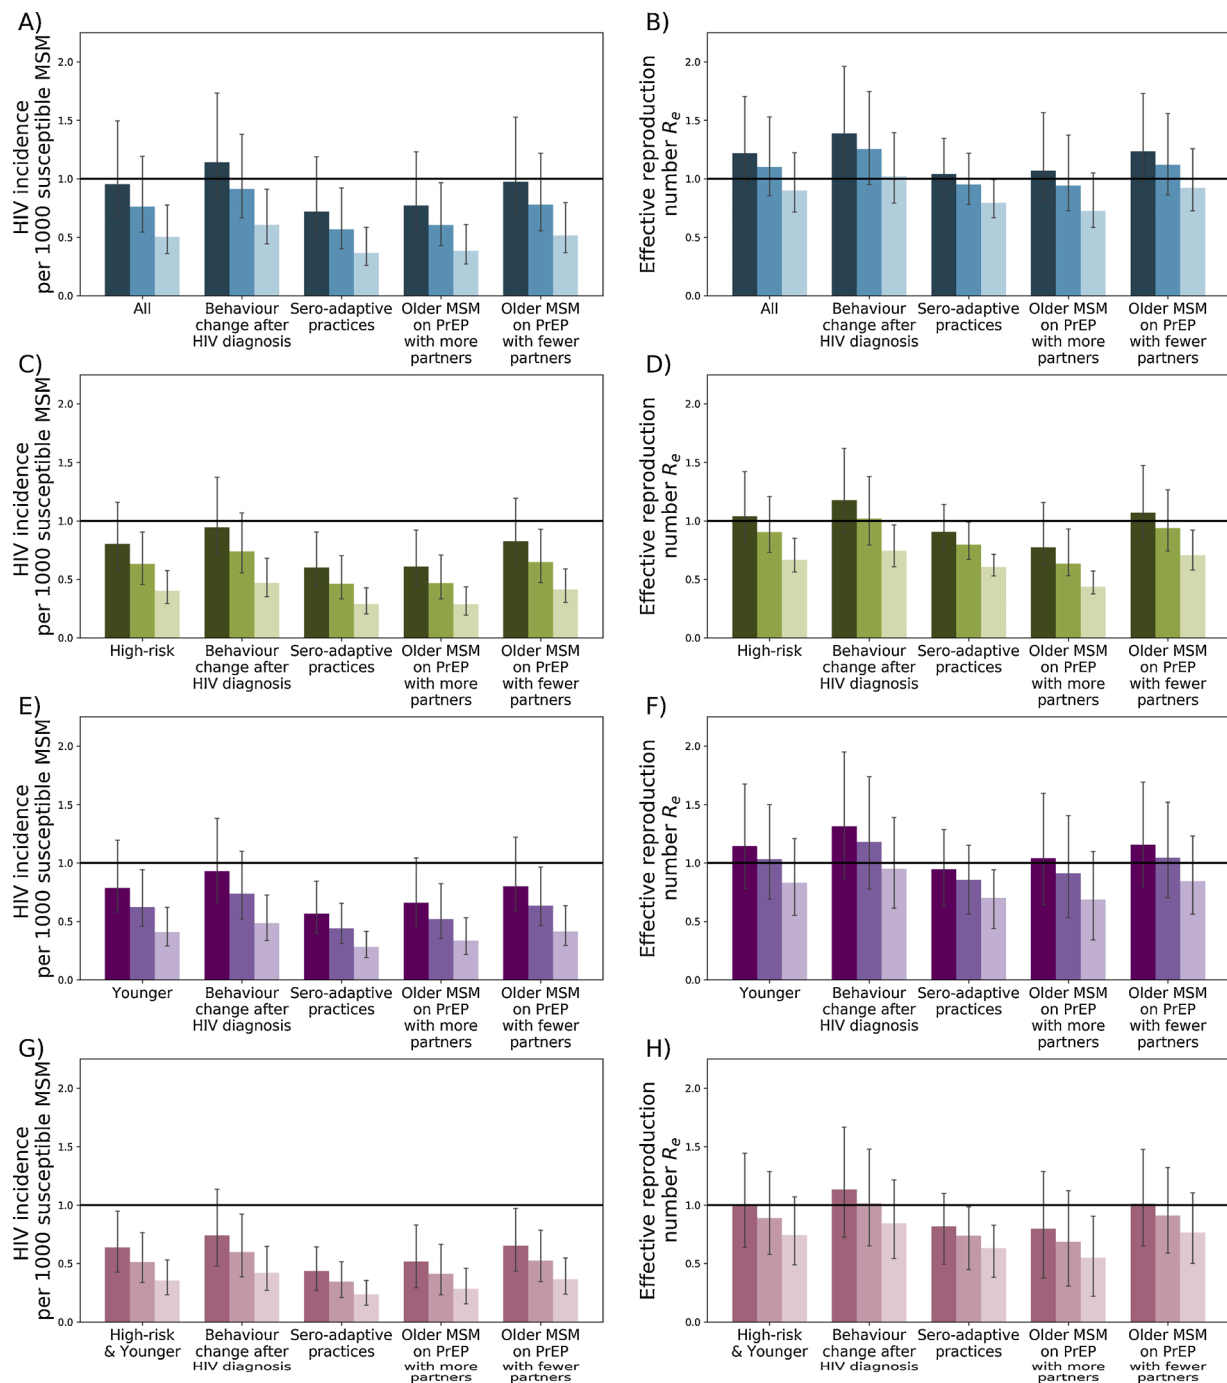 A)
HIV incidence
per 1000 susceptible MSM
2.0
1.5
1.0
0.5
0.0
All
Behaviour
change after
HIV diagnosis
Sero-adaptive
practices
Older MSM
on PrEP
with more
partners
Older MSM
on PrEP
with fewer
partners
B)
Effective reproduction
number Re
2.0
1.5
1.0
0.5
0.0
All
Behaviour
change after
HIV diagnosis
Sero-adaptive
practices
Older MSM
on PrEP
with more
partners
Older MSM
on PrEP
with fewer
partners
C)
HIV incidence
per 1000 susceptible MSM
2.0
1.5
1.0
0.5
0.0
High-risk
Behaviour
change after
HIV diagnosis
Sero-adaptive
practices
Older MSM
on PrEP
with more
partners
Older MSM
on PrEP
with fewer
partners
D)
Effective reproduction
number Re
2.0
1.5
1.0
0.5
0.0
High-risk
Behaviour
change after
HIV diagnosis
Sero-adaptive
practices
Older MSM
on PrEP
with more
partners
Older MSM
on PrEP
with fewer
partners
E)
HIV incidence
per 1000 susceptible MSM
2.0
1.5
1.0
0.5
0.0
Younger
Behaviour
change after
HIV diagnosis
Sero-adaptive
practices
Older MSM
on PrEP
with more
partners
Older MSM
on PrEP
with fewer
partners
F)
Effective reproduction
number Re
2.0
1.5
1.0
0.5
0.0
Younger
Behaviour
change after
HIV diagnosis
Sero-adaptive
practices
Older MSM
on PrEP
with more
partners
Older MSM
on PrEP
with fewer
partners
G)
HIV incidence
per 1000 susceptible MSM
2.0
1.5
1.0
0.5
0.0
High-risk
& Younger
Behaviour
change after
HIV diagnosis
Sero-adaptive
practices
Older MSM
on PrEP
with more
partners
Older MSM
on PrEP
with fewer
partners
H)
Effective reproduction
number Re
2.0
1.5
1.0
0.5
0.0
High-risk
& Younger
Behaviour
change after
HIV diagnosis
Sero-adaptive
practices
Older MSM
on PrEP
with more
partners
Older MSM
on PrEP
with fewer
partners